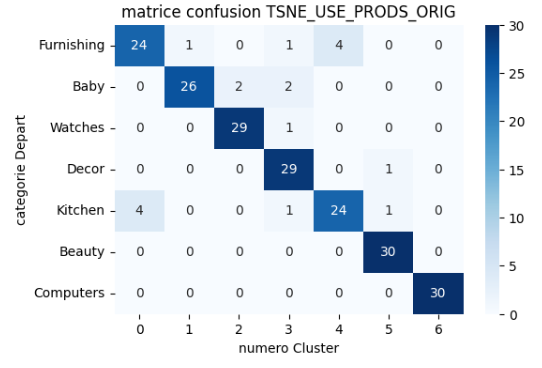 matrice confusion TSNE_USE_PRODS_ORIG
categorie Depart
Furnishing 24 1 0 1 4 0 0
Baby 0 26 2 2 0 0 0
Watches 0 0 29 1 0 0 0
Decor 0 0 0 29 0 1 0
Kitchen 4 0 0 1 24 1 0
Beauty 0 0 0 0 0 30 0
Computers 0 0 0 0 0 0 30
0 1 2 3 4 5 6
numero Cluster
30
25
20
15
10
5
0